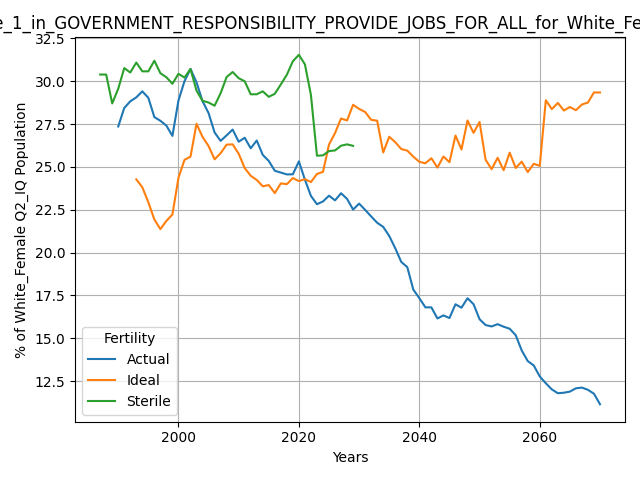 e_1_in_GOVERNMENT_RESPONSIBILITY_PROVIDE_JOBS_FOR_ALL_for_White_Fe
32.5
30.0
27.5
25.0
22.5
20.0
17.5
15.0
12.5
% of White_Female Q2_IQ Population
Fertility
Actual
Ideal
Sterile
2000
2020
2040
2060
Years